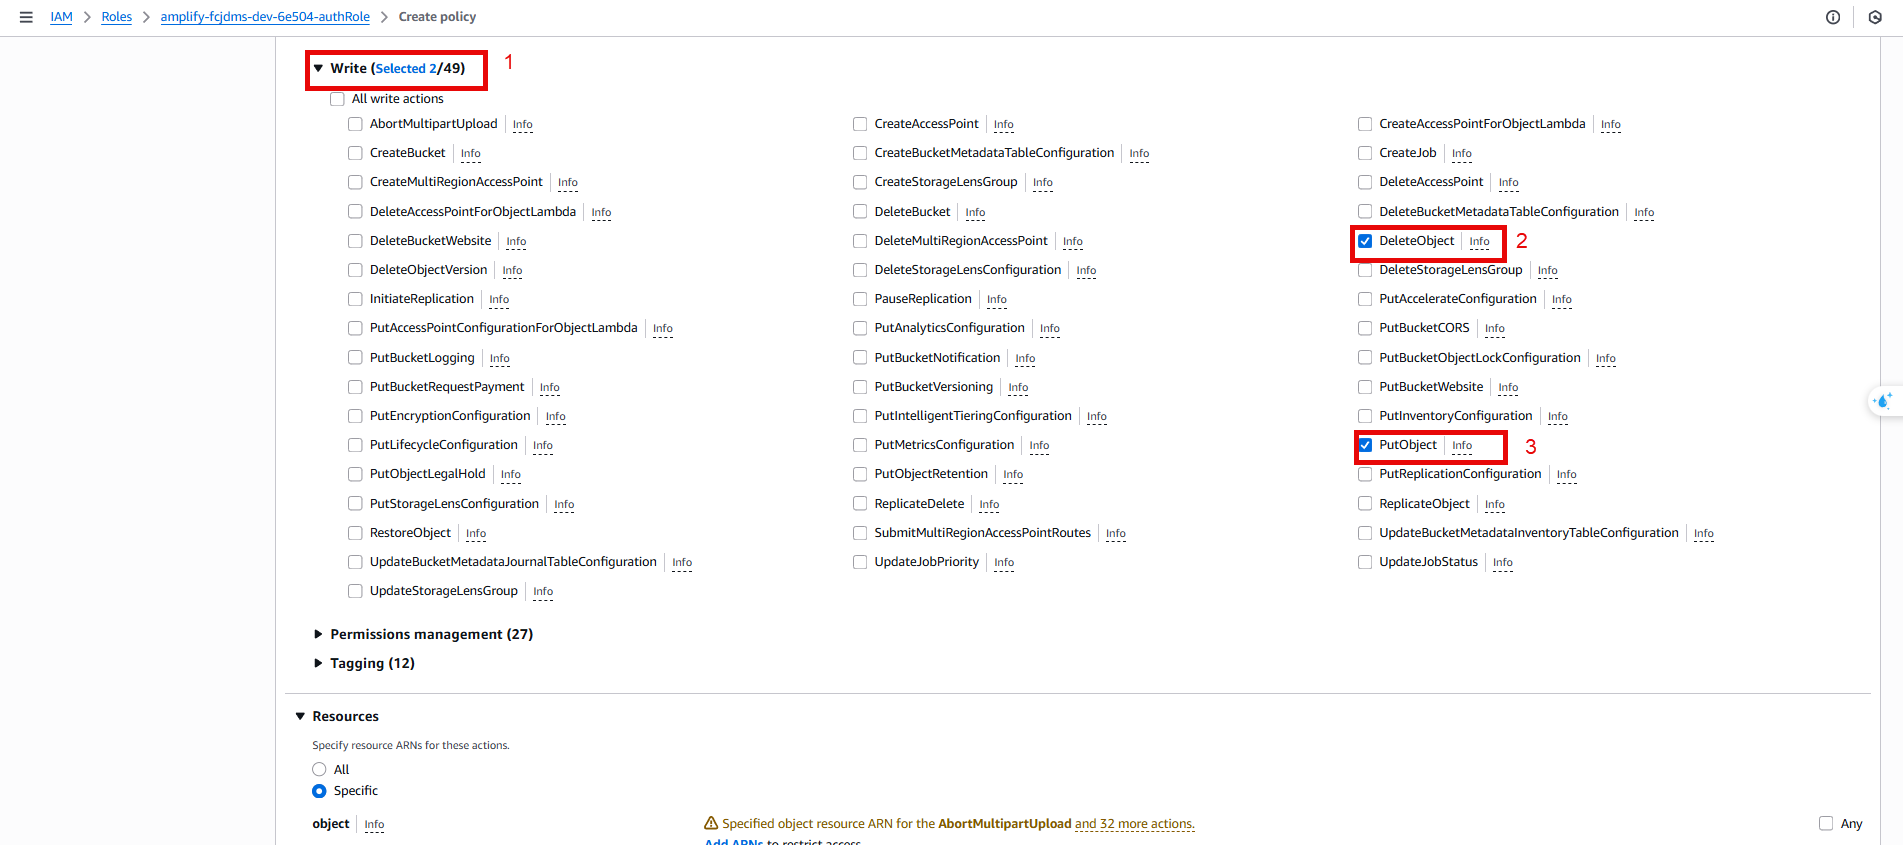 IAM > Roles > amplify-fcjdms-dev-6e504-authRole > Create policy
Write (Selected 2/49) 1
All write actions
AbortMultipartUpload Info CreateAccessPoint Info CreateAccessPointForObjectLambda Info
CreateBucket Info CreateBucketMetadataTableConfiguration Info CreateJob Info
CreateMultiRegionAccessPoint Info CreateStorageLensGroup Info DeleteAccessPoint Info
DeleteAccessPointForObjectLambda Info DeleteBucket Info DeleteBucketMetadataTableConfiguration Info
DeleteBucketWebsite Info DeleteMultiRegionAccessPoint Info DeleteObject Info 2
DeleteObjectVersion Info DeleteStorageLensConfiguration Info DeleteStorageLensGroup Info
InitiateReplication Info PauseReplication Info PutAccelerateConfiguration Info
PutAccessPointConfigurationForObjectLambda Info PutAnalyticsConfiguration Info PutBucketCORS Info
PutBucketLogging Info PutBucketNotification Info PutBucketObjectLockConfiguration Info
PutBucketRequestPayment Info PutBucketVersioning Info PutBucketWebsite Info
PutEncryptionConfiguration Info PutIntelligentTieringConfiguration Info PutInventoryConfiguration Info
PutLifecycleConfiguration Info PutMetricsConfiguration Info PutObject Info 3
PutObjectLegalHold Info PutObjectRetention Info PutReplicationConfiguration Info
PutStorageLensConfiguration Info ReplicateDelete Info ReplicateObject Info
RestoreObject Info SubmitMultiRegionAccessPointRoutes Info UpdateBucketMetadataInventoryTableConfiguration Info
UpdateBucketMetadataJournalTableConfiguration Info UpdateJobPriority Info UpdateJobStatus Info
UpdateStorageLensGroup Info
Permissions management (27)
Tagging (12)
Resources
Specify resource ARNs for these actions.
All
Specific
object Info Specified object resource ARN for the AbortMultipartUpload and 32 more actions. Any
Add ARNs to restrict access.